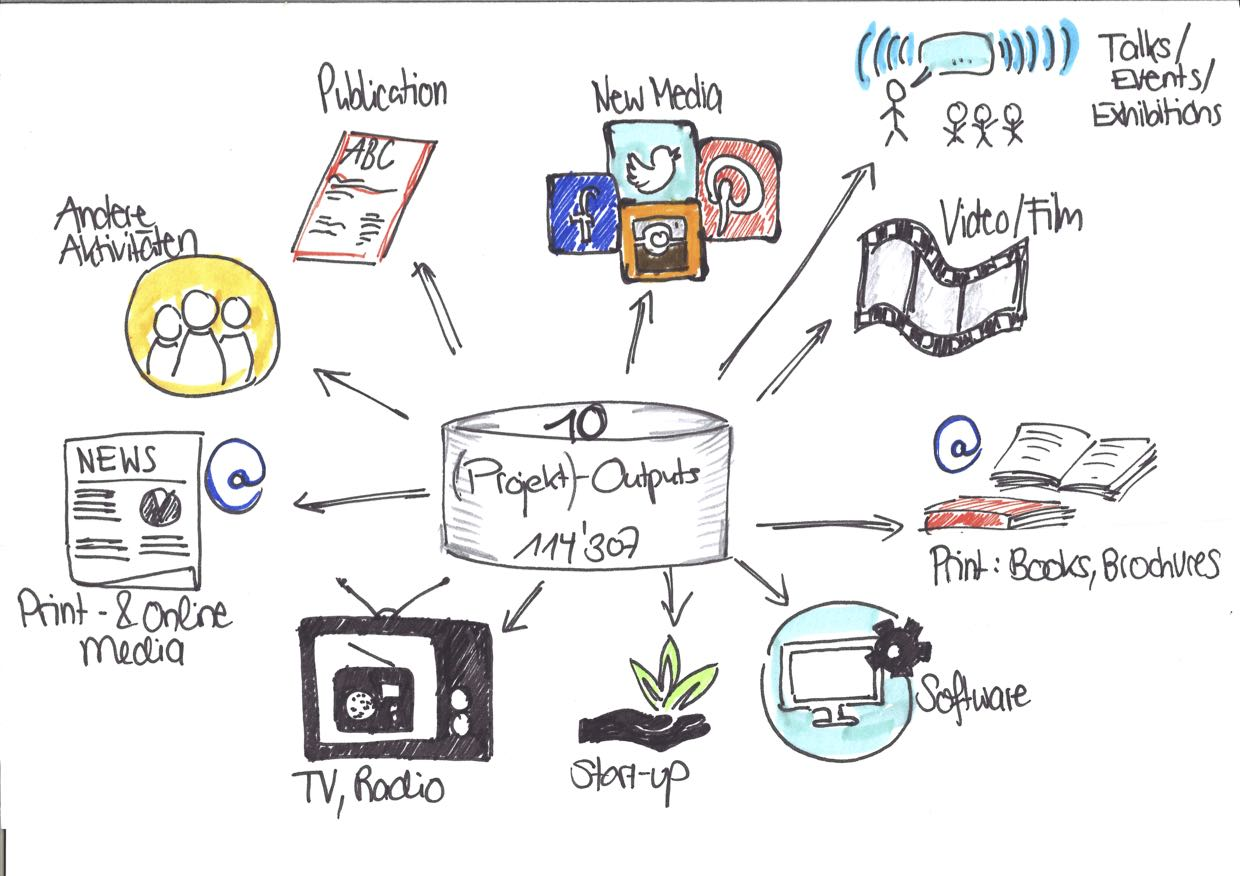 Publication
ABC
New Media
Talks/
Events/
Exhibitions
Andere
Aktivitäten
Video/Film
10
(Projekt)-Outputs
114'307
NEWS
@
Print- & Online
Media
@
Print: Books, Brochures
TV, Radio
Start-up
Software